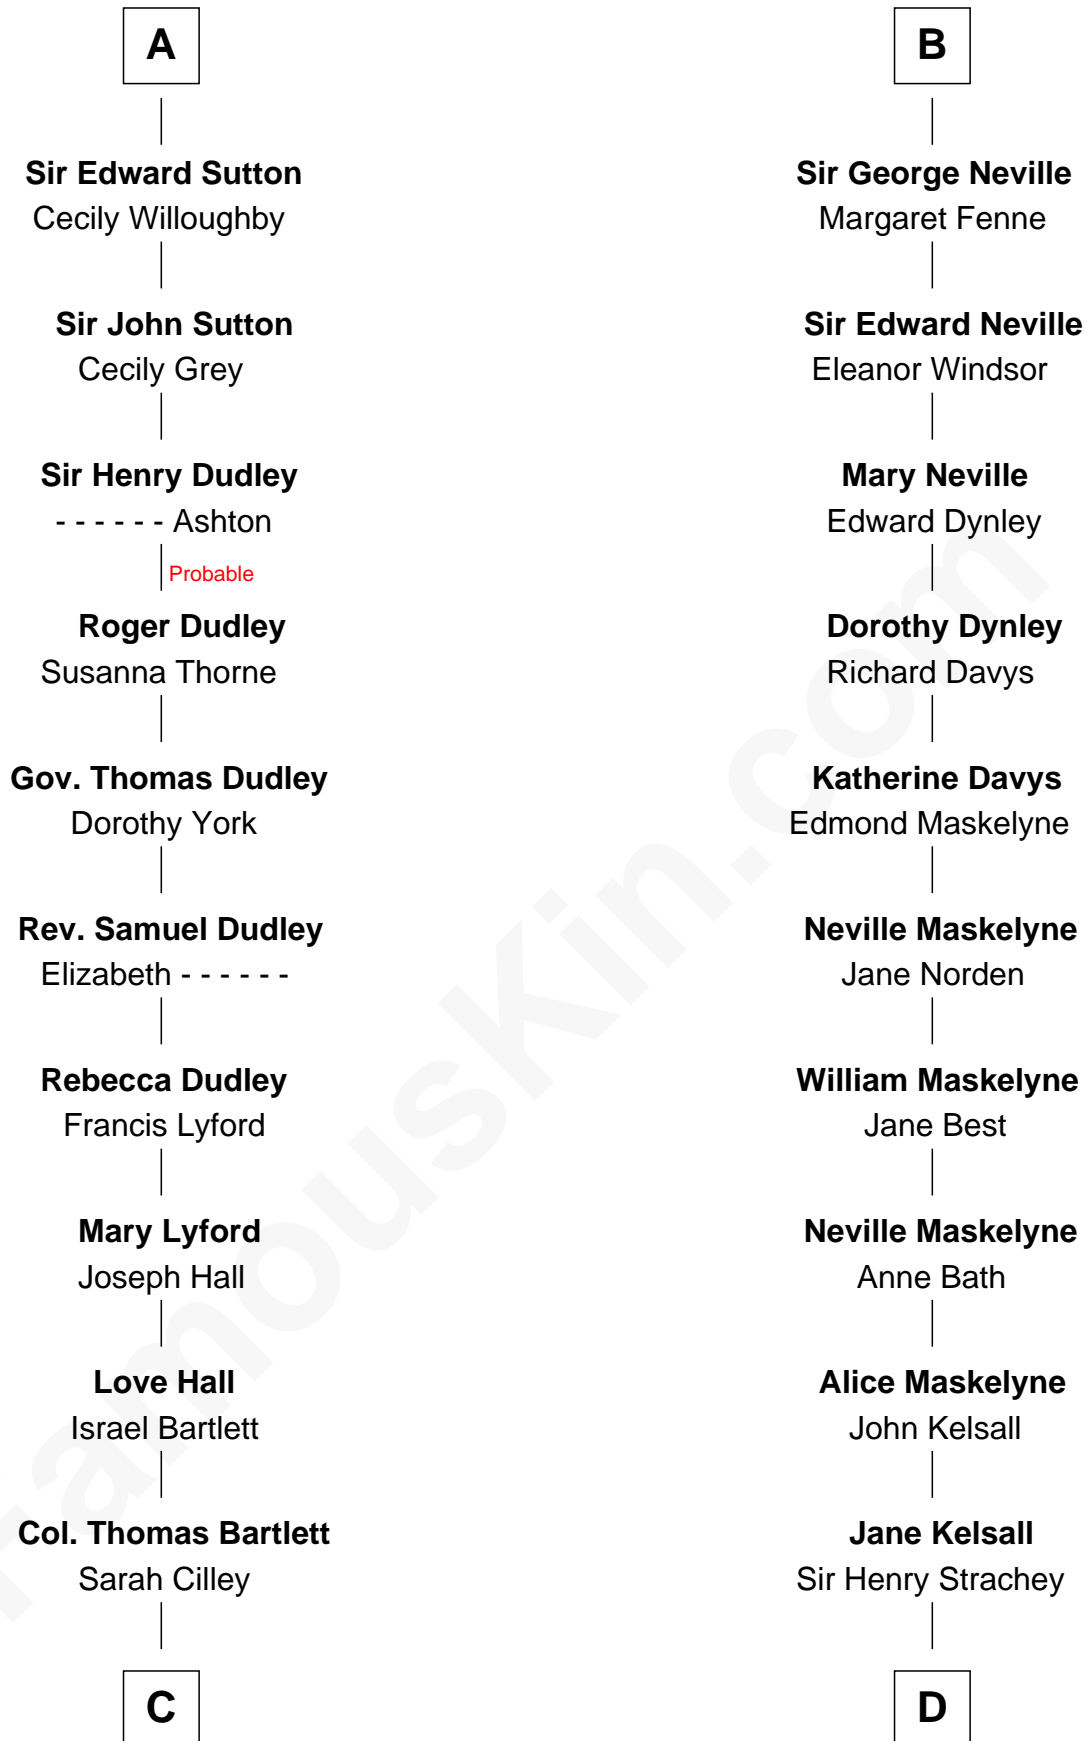 A
Sir Edward Sutton
Cecily Willoughby
Sir John Sutton
Cecily Grey
Sir Henry Dudley
- - - - - - Ashton
Probable
Roger Dudley
Susanna Thorne
Gov. Thomas Dudley
Dorothy York
Rev. Samuel Dudley
Elizabeth - - - - - -
Rebecca Dudley
Francis Lyford
Mary Lyford
Joseph Hall
Love Hall
Israel Bartlett
Col. Thomas Bartlett
Sarah Cilley
C
B
Sir George Neville
Margaret Fenne
Sir Edward Neville
Eleanor Windsor
Mary Neville
Edward Dynley
Dorothy Dynley
Richard Davys
Katherine Davys
Edmond Maskelyne
Neville Maskelyne
Jane Norden
William Maskelyne
Jane Best
Neville Maskelyne
Anne Bath
Alice Maskelyne
John Kelsall
Jane Kelsall
Sir Henry Strachey
D
FamousKin.com